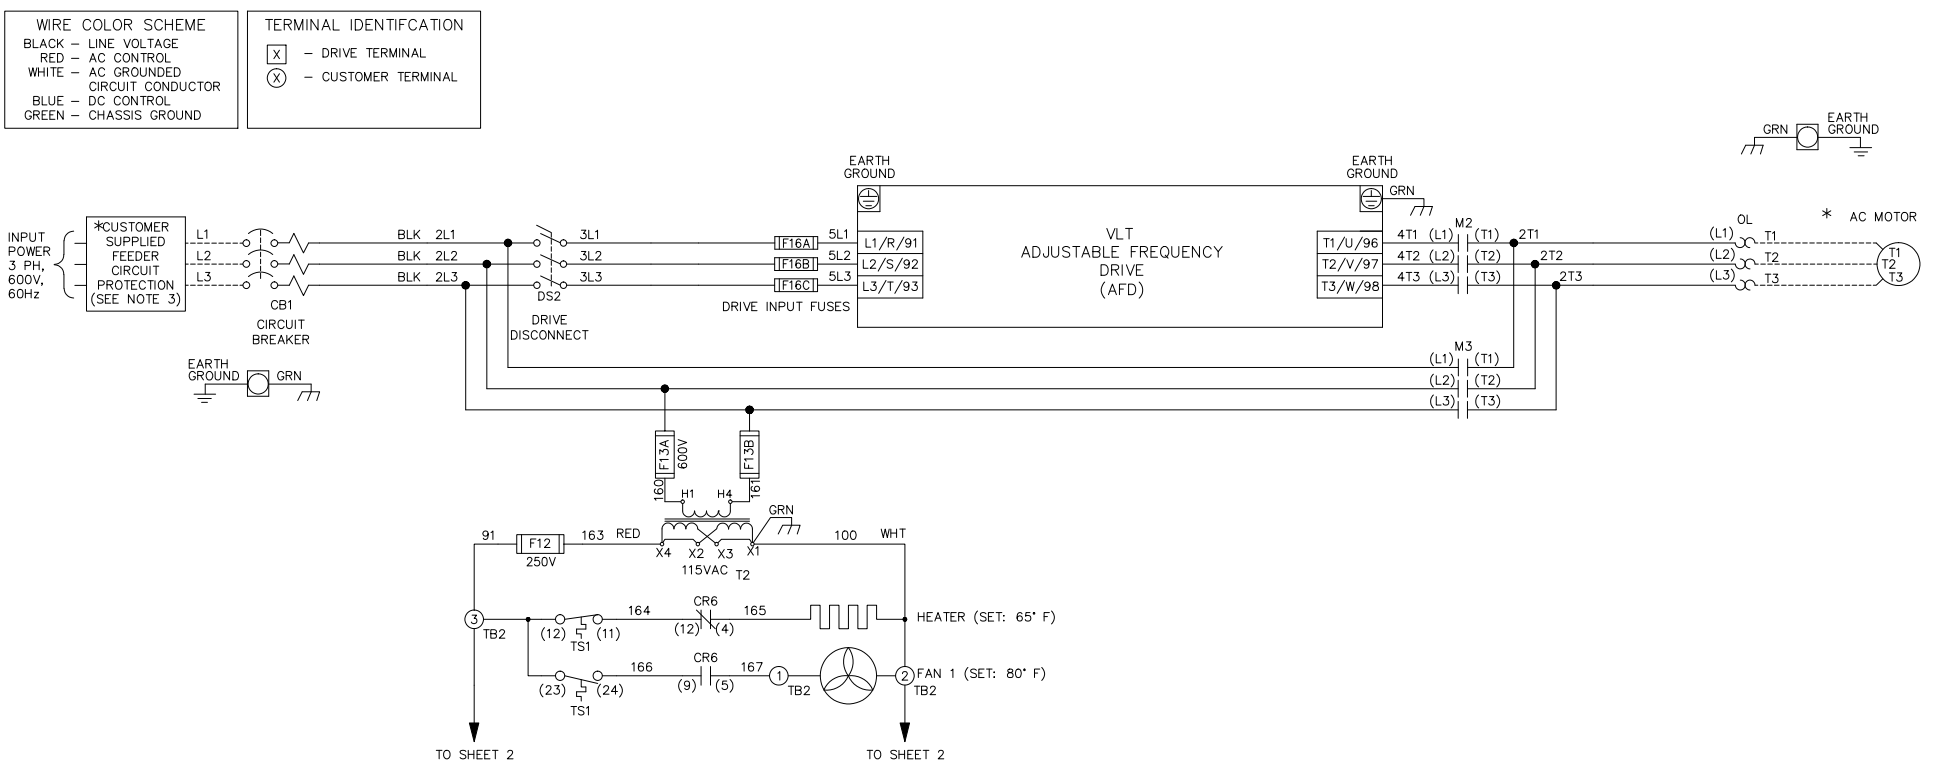 WIRE COLOR SCHEME
BLACK – LINE VOLTAGE
RED – AC CONTROL
WHITE – AC GROUNDED
CIRCUIT CONDUCTOR
BLUE – DC CONTROL
GREEN – CHASSIS GROUND
TERMINAL IDENTIFCATION
X – DRIVE TERMINAL
X – CUSTOMER TERMINAL
GRN
EARTH
GROUND
INPUT
POWER
3 PH,
600V,
60Hz
*CUSTOMER
SUPPLIED
FEEDER
CIRCUIT
PROTECTION
(SEE NOTE 3)
L1
L2
L3
CB1
CIRCUIT
BREAKER
BLK 2L1
BLK 2L2
BLK 2L3
DS2
DRIVE
DISCONNECT
3L1
3L2
3L3
F16A
F16B
F16C
DRIVE INPUT FUSES
5L1
5L2
5L3
EARTH
GROUND
L1/R/91
L2/S/92
L3/T/93
VLT
ADJUSTABLE FREQUENCY
DRIVE
(AFD)
EARTH
GROUND
GRN
T1/U/96
T2/V/97
T3/W/98
M2
4T1 (L1) (T1) 2T1
4T2 (L2) (T2) 2T2
4T3 (L3) (T3) 2T3
OL
(L1) T1
(L2) T2
(L3) T3
* AC MOTOR
T1
T2
T3
M3
(L1) (T1)
(L2) (T2)
(L3) (T3)
EARTH
GROUND
GRN
F13A
600V
F13B
160
161
H1 H4
GRN
91
F12
250V
163 RED
X4 X2 X3 X1
115VAC T2
100 WHT
3
TB2
(12) (11)
TS1
164
CR6
(12) (4)
165
HEATER (SET: 65° F)
(23) (24)
TS1
166
CR6
(9) (5)
167
1
TB2
2
TB2
FAN 1 (SET: 80° F)
TO SHEET 2
TO SHEET 2